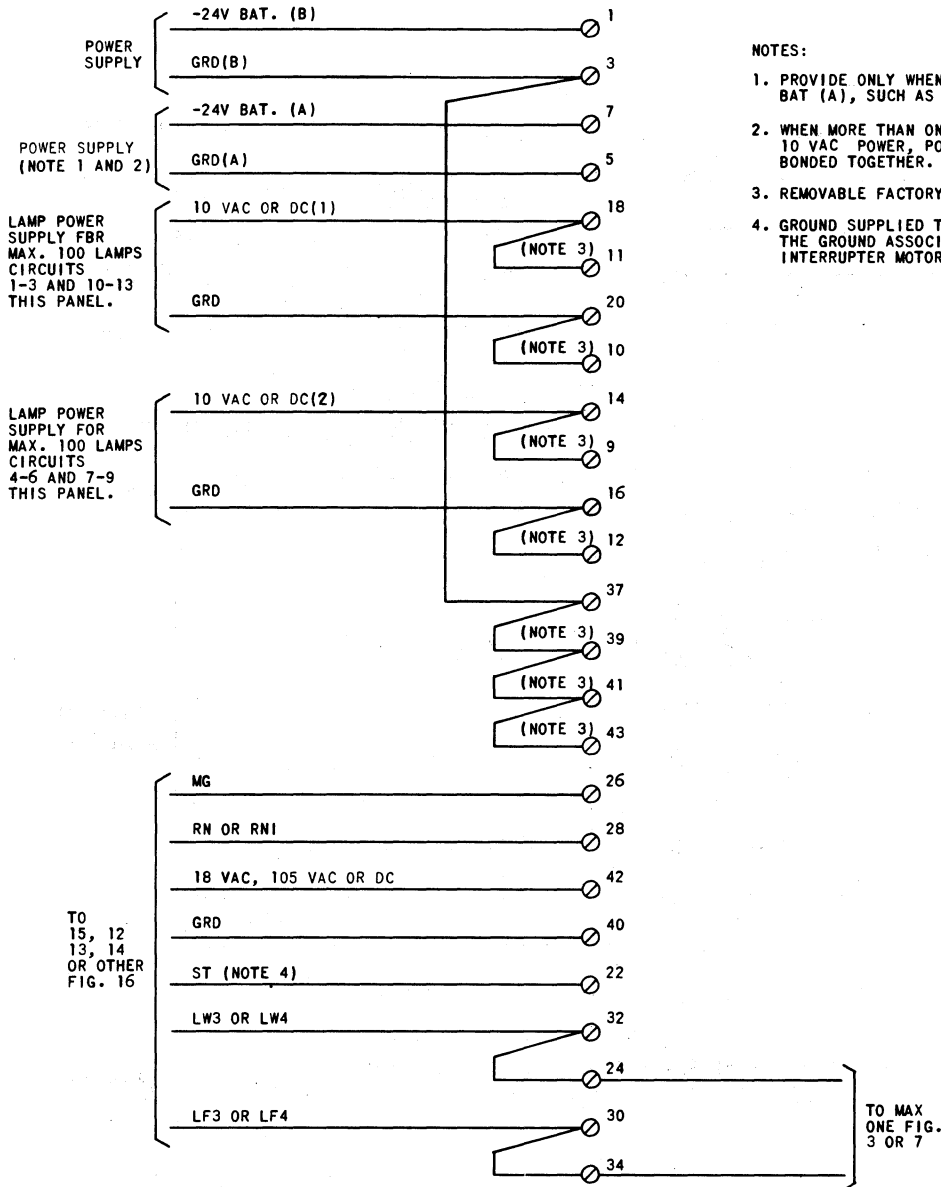 -24V BAT. (B)
1
POWER
SUPPLY
GRD(B)
3
-24V BAT. (A)
7
POWER SUPPLY
(NOTE 1 AND 2)
GRD(A)
5
10 VAC OR DC(1)
18
LAMP POWER
SUPPLY FBR
MAX. 100 LAMPS
CIRCUITS
1-3 AND 10-13
THIS PANEL.
(NOTE 3)
11
GRD
20
(NOTE 3)
10
10 VAC OR DC(2)
14
LAMP POWER
SUPPLY FOR
MAX. 100 LAMPS
CIRCUITS
4-6 AND 7-9
THIS PANEL.
(NOTE 3)
9
GRD
16
(NOTE 3)
12
37
(NOTE 3)
39
(NOTE 3)
41
(NOTE 3)
43
MG
26
RN OR RN1
28
18 VAC, 105 VAC OR DC
42
TO
15, 12
13, 14
OR OTHER
FIG. 16
GRD
40
ST (NOTE 4)
22
LW3 OR LW4
32
24
LF3 OR LF4
30
34
TO MAX
ONE FIG.
3 OR 7
NOTES:
1. PROVIDE ONLY WHEN
BAT (A), SUCH AS
2. WHEN MORE THAN ON
10 VAC POWER, PO
BONDED TOGETHER.
3. REMOVABLE FACTORY
4. GROUND SUPPLIED T
THE GROUND ASSOCI
INTERRUPTER MOTOR